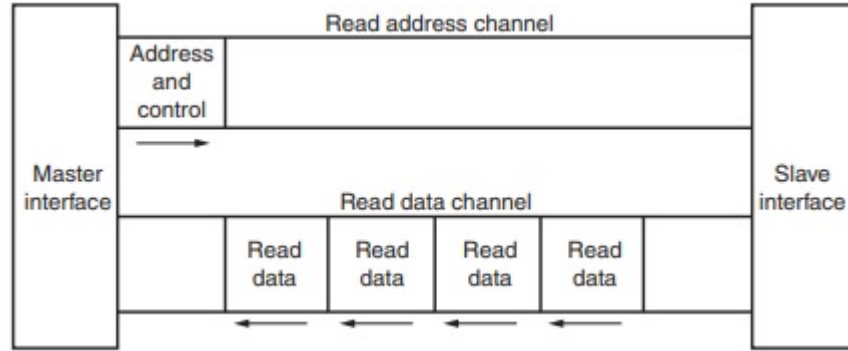 Read address channel
Address
and
control
Master
interface
Slave
interface
Read data channel
Read
data
Read
data
Read
data
Read
data